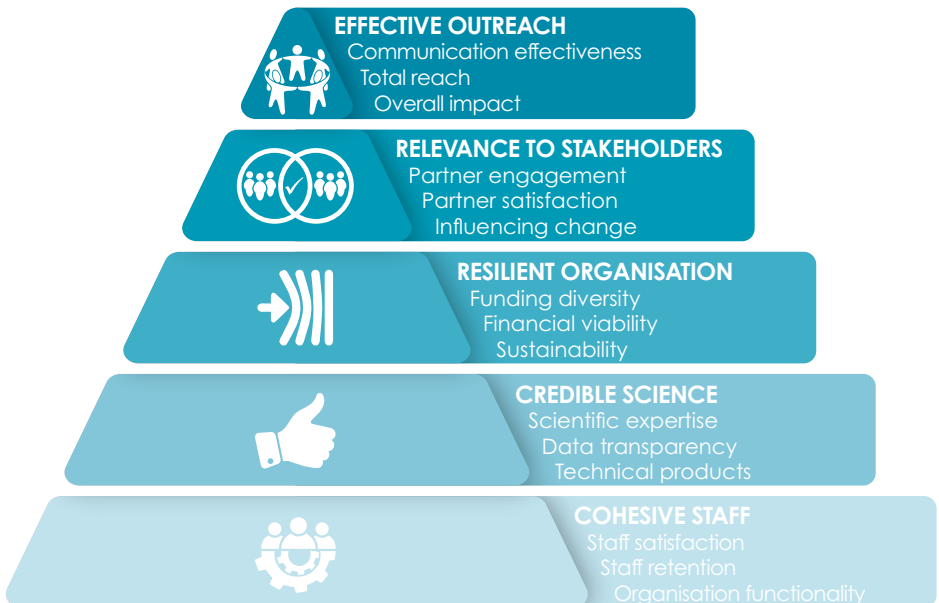 EFFECTIVE OUTREACH
Communication effectiveness
Total reach
Overall impact
RELEVANCE TO STAKEHOLDERS
Partner engagement
Partner satisfaction
Influencing change
RESILIENT ORGANISATION
Funding diversity
Financial viability
Sustainability
CREDIBLE SCIENCE
Scientific expertise
Data transparency
Technical products
COHESIVE STAFF
Staff satisfaction
Staff retention
Organisation functionality